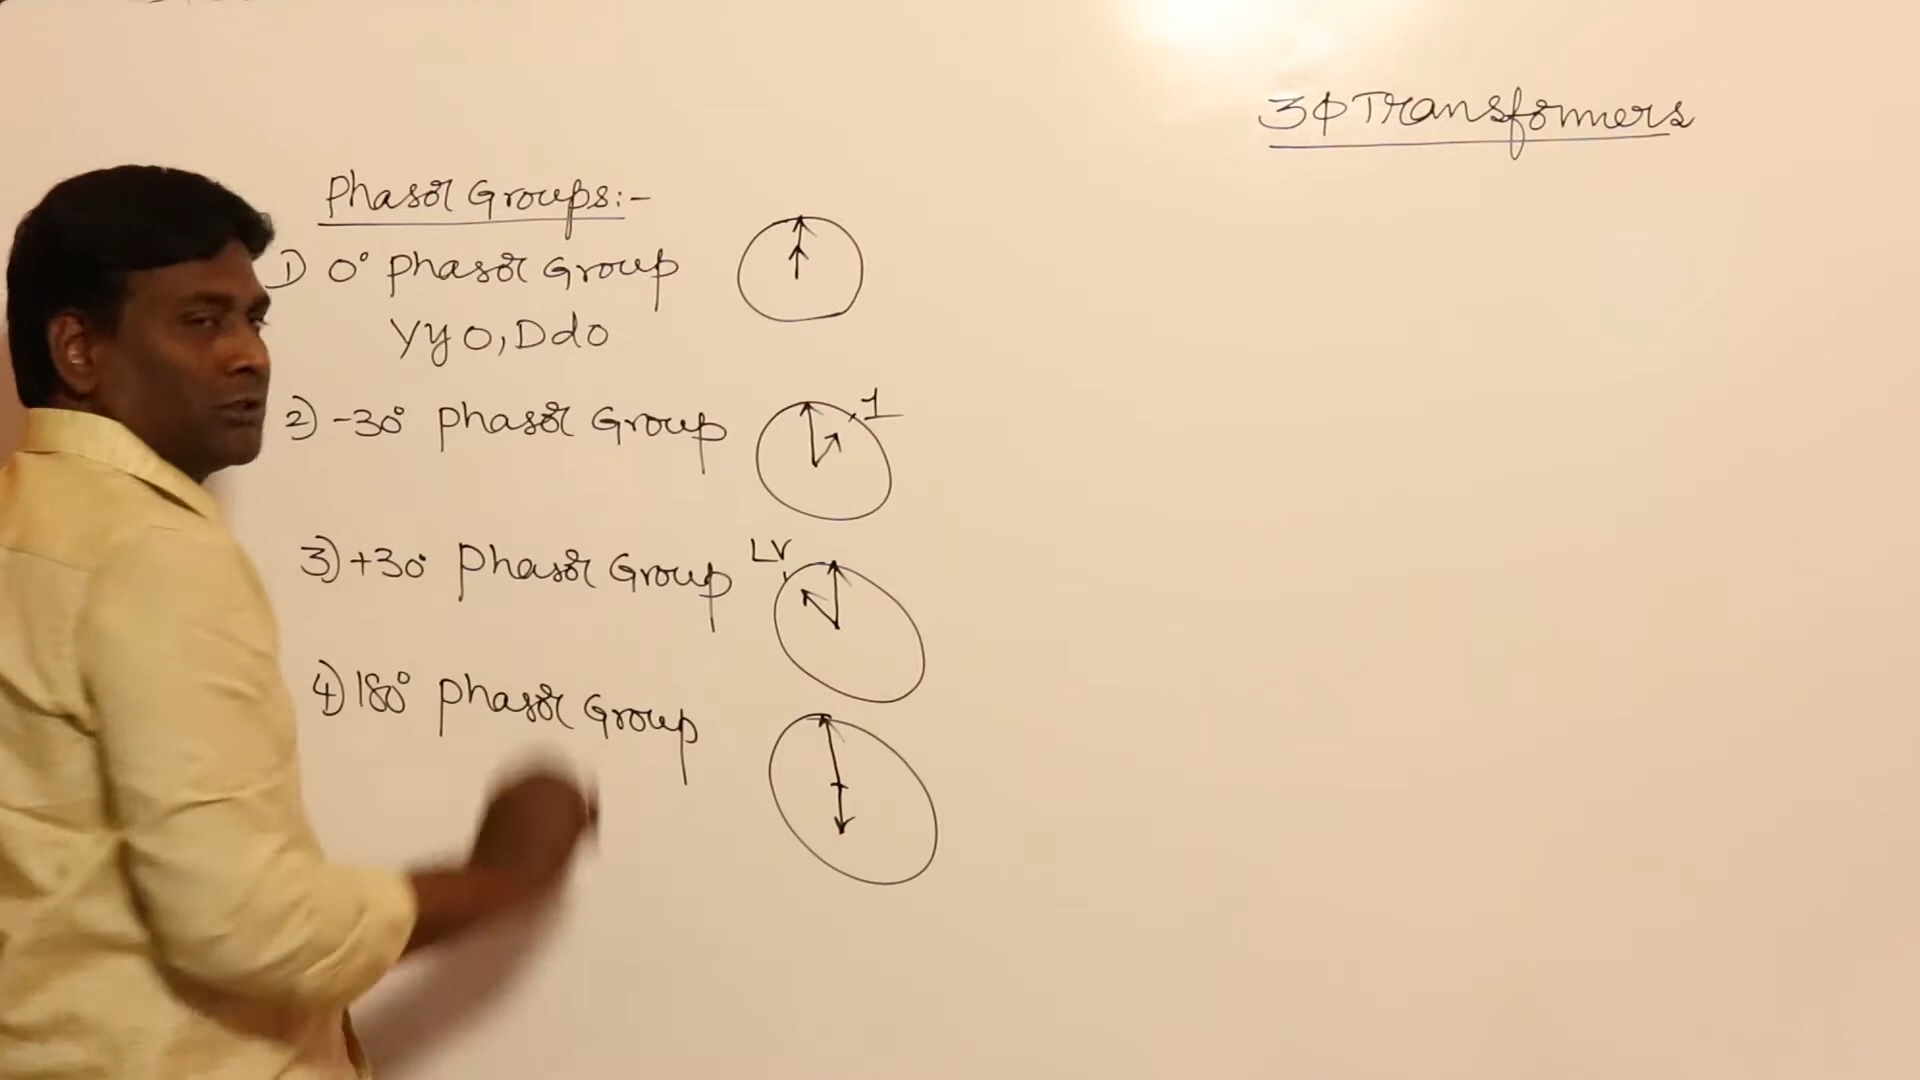 3ϕ Transformers
Phasor Groups:-
1) 0° Phasor Group
Yy0, Dd0
2) -30° Phasor Group
1
3) +30° Phasor Group
LV
4) 180° Phasor Group